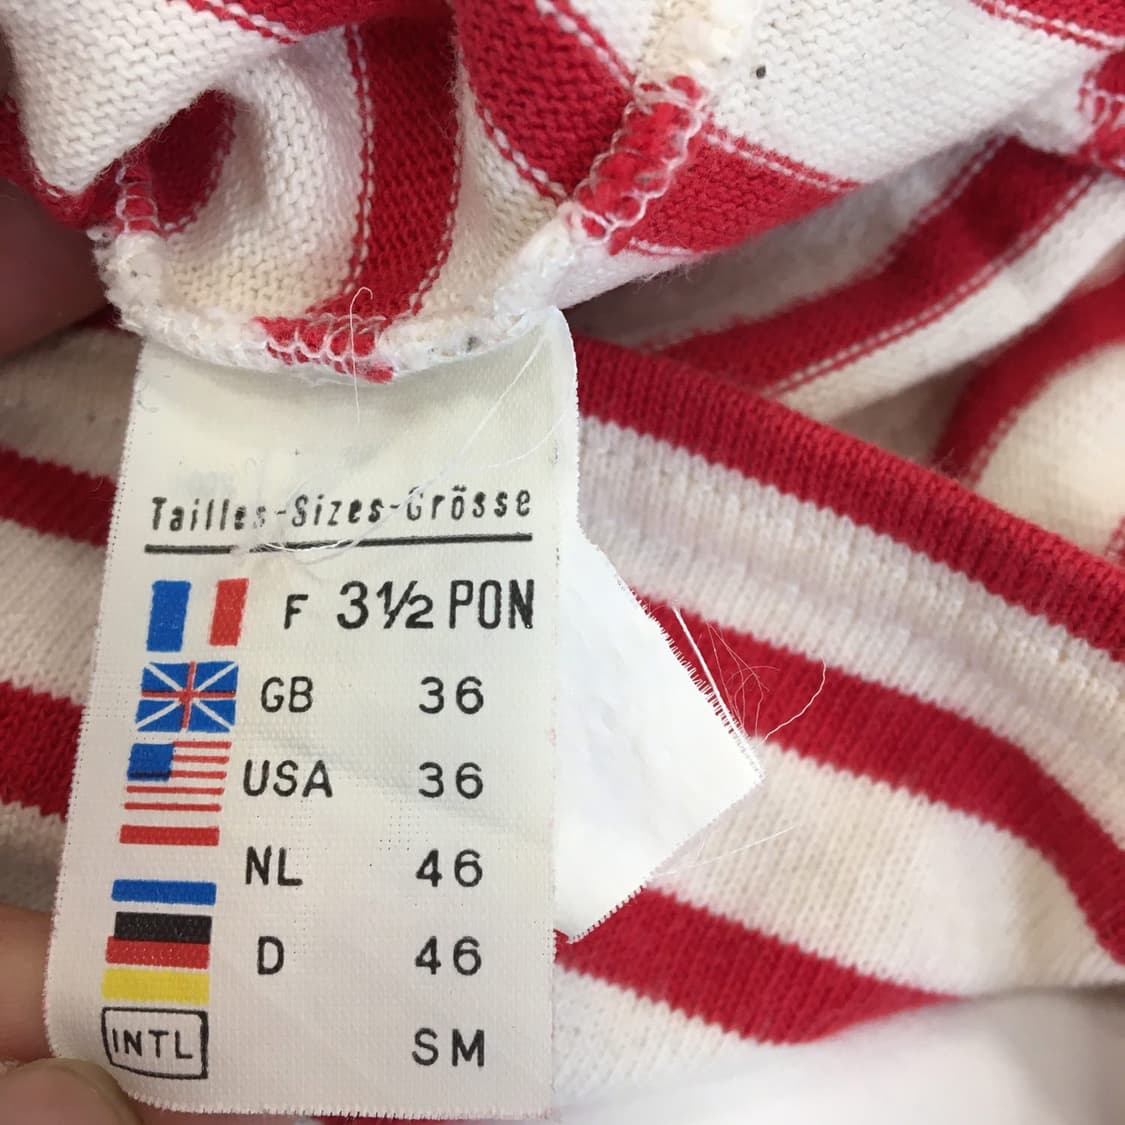 Tailles-Sizes-Grösse
F 3½ PON
GB 36
USA 36
NL 46
D 46
INTL SM